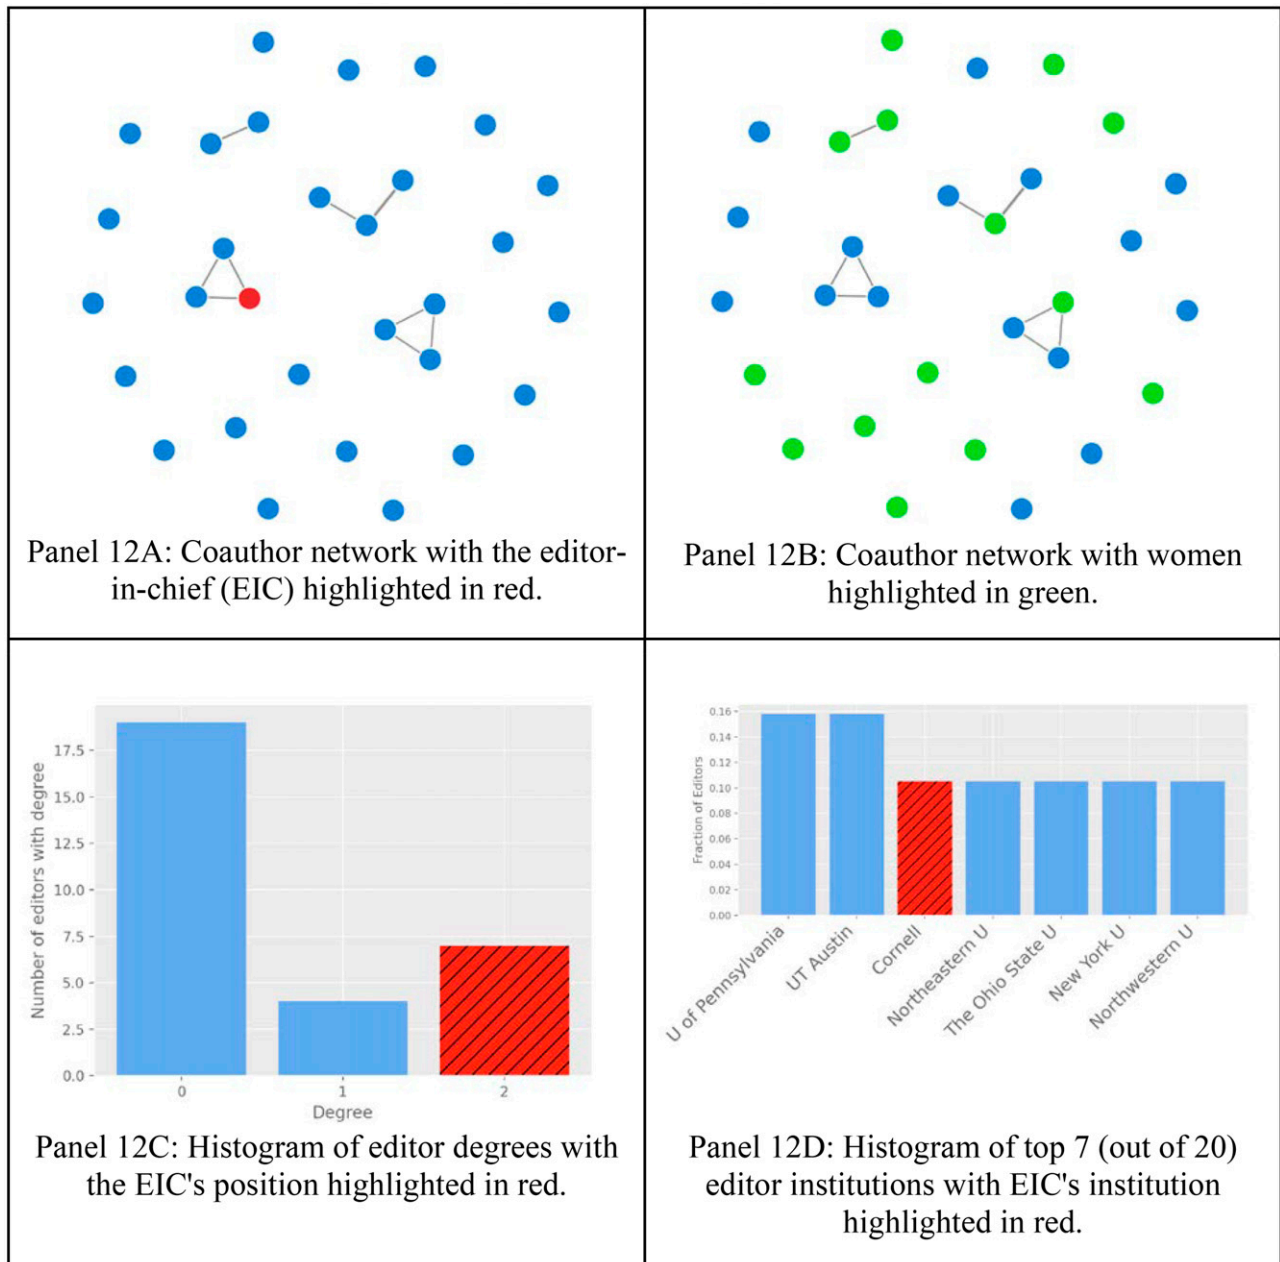 Panel 12A: Coauthor network with the editor-
in-chief (EIC) highlighted in red.
Panel 12B: Coauthor network with women
highlighted in green.
Number of editors with degree
17.5
15.0
12.5
10.0
7.5
5.0
2.5
0.0
0
1
2
Degree
Panel 12C: Histogram of editor degrees with
the EIC's position highlighted in red.
Fraction of Editors
0.16
0.14
0.12
0.10
0.08
0.06
0.04
0.02
0.00
U of Pennsylvania
UT Austin
Cornell
Northeastern U
The Ohio State U
New York U
Northwestern U
Panel 12D: Histogram of top 7 (out of 20)
editor institutions with EIC's institution
highlighted in red.